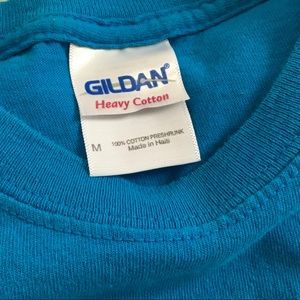 GILDAN®
Heavy Cotton
M
100% COTTON PRESHRUNK
Made in Haiti